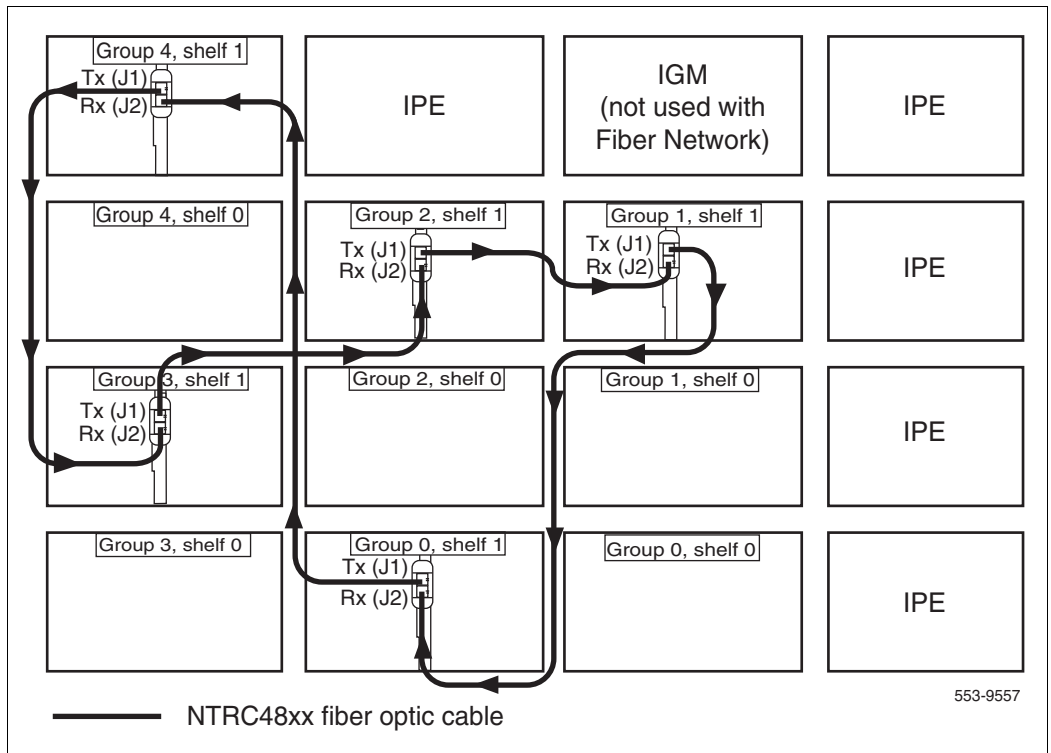 Group 4, shelf 1
Tx (J1)
Rx (J2)
IPE
IGM
(not used with
Fiber Network)
IPE
Group 4, shelf 0
Group 2, shelf 1
Tx (J1)
Rx (J2)
Group 1, shelf 1
Tx (J1)
Rx (J2)
IPE
Group 3, shelf 1
Tx (J1)
Rx (J2)
Group 2, shelf 0
Group 1, shelf 0
IPE
Group 3, shelf 0
Group 0, shelf 1
Tx (J1)
Rx (J2)
Group 0, shelf 0
IPE
553-9557
NTRC48xx fiber optic cable